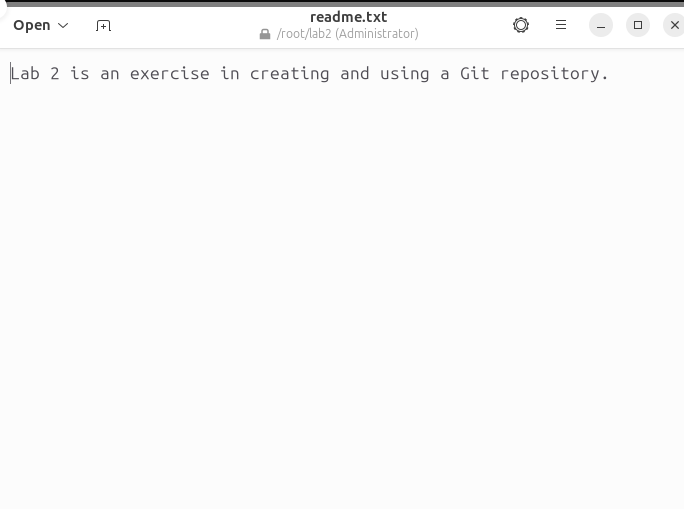 Open
readme.txt
/root/lab2 (Administrator)
Lab 2 is an exercise in creating and using a Git repository.